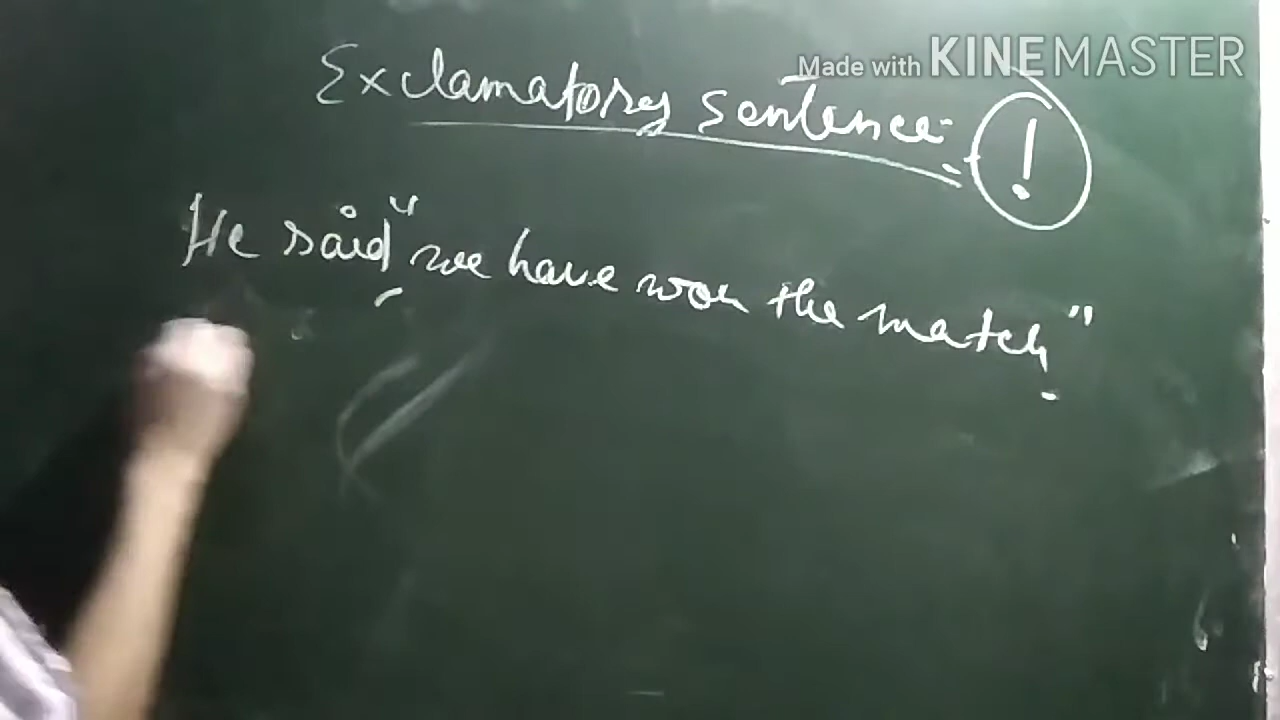 Made with KINEMASTER
Exclamatory sentence:- !
He said "we have won the match".